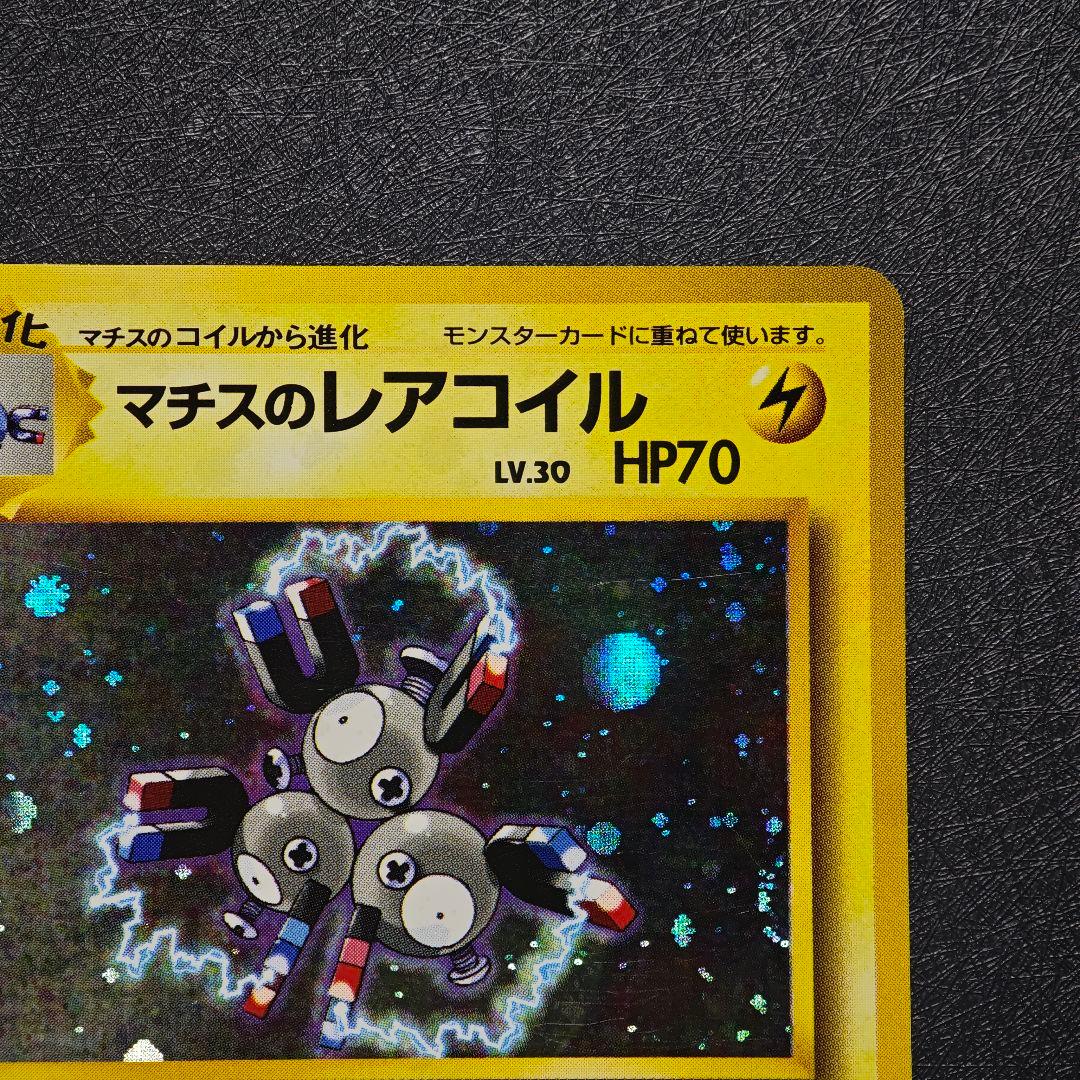 化
マチスのコイルから進化
モンスターカードに重ねて使います。
マチスのレアコイル
LV.30 HP70